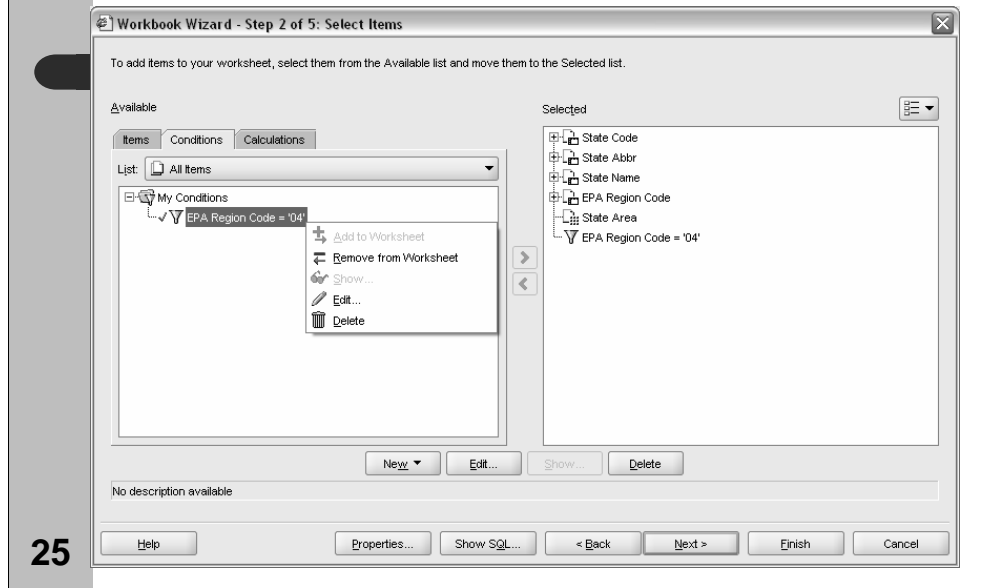 Workbook Wizard - Step 2 of 5: Select Items
To add items to your worksheet, select them from the Available list and move them to the Selected list.
Available
Selected
Items Conditions Calculations
List: All Items
My Conditions
EPA Region Code = '04'
Add to Worksheet
Remove from Worksheet
Show...
Edit...
Delete
State Code
State Abbr
State Name
EPA Region Code
State Area
EPA Region Code = '04'
New Edit... Show... Delete
No description available
Help Properties... Show SQL... < Back Next > Finish Cancel
25